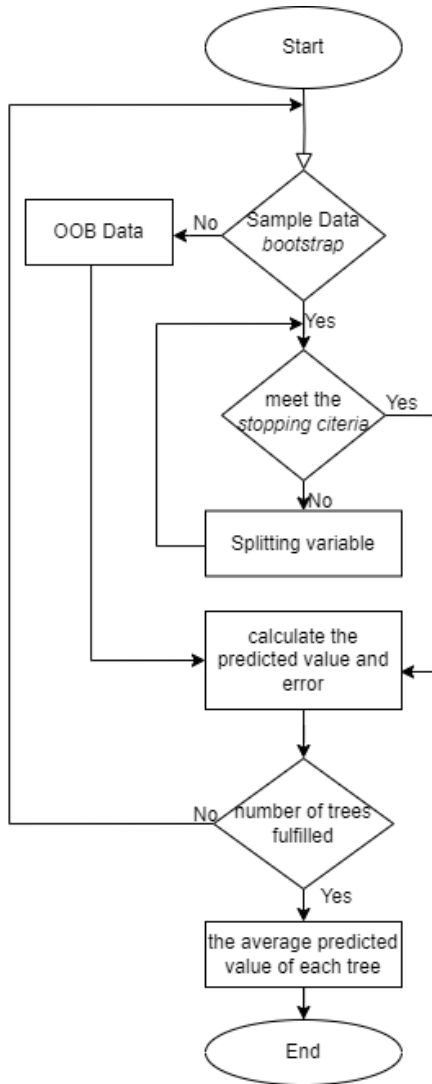 Start
Sample Data
bootstrap
No
OOB Data
Yes
meet the
stopping citeria
Yes
No
Splitting variable
calculate the
predicted value and
error
number of trees
fulfilled
No
Yes
the average predicted
value of each tree
End